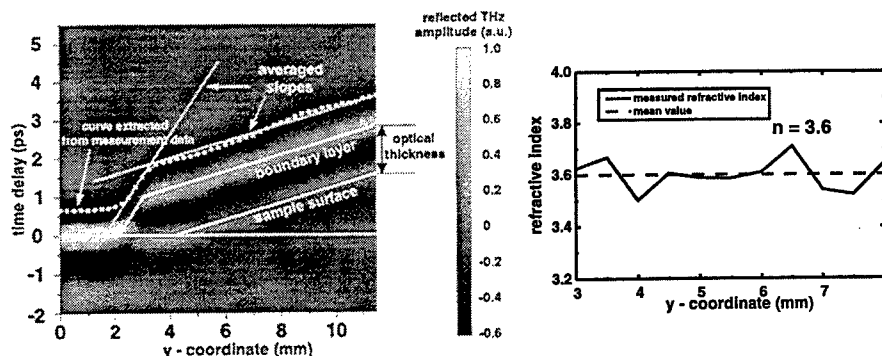 5
4
3
2
1
0
-1
-2
time delay (ps)
0
2
4
6
8
10
y - coordinate (mm)
averaged
slopes
curve extracted
from measurement data
boundary layer
sample surface
optical
thickness
reflected THz
amplitude (a.u.)
1.0
0.8
0.6
0.4
0.2
0
-0.2
-0.4
-0.6
4.0
3.8
3.6
3.4
3.2
refractive index
measured refractive index
mean value
n = 3.6
3
4
5
6
7
y - coordinate (mm)